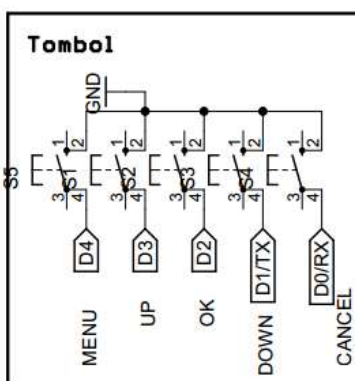 Tombol
GND
1 2 1 2 1 2 1 2 1 2
S5 S1 S2 S3 S4
3 4 3 4 3 4 3 4 3 4
D4 D3 D2 D1/TX D0/RX
MENU UP OK DOWN CANCEL